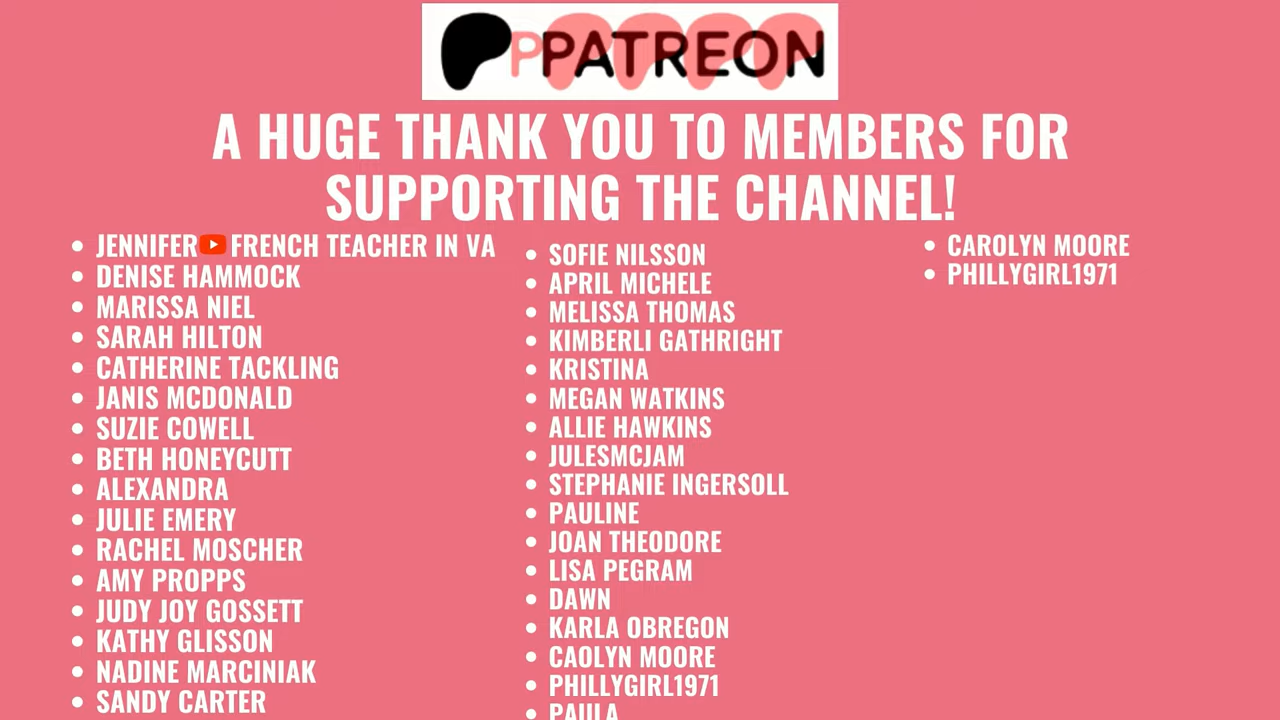 PATREON
A HUGE THANK YOU TO MEMBERS FOR
SUPPORTING THE CHANNEL!
JENNIFER FRENCH TEACHER IN VA
DENISE HAMMOCK
MARISSA NIEL
SARAH HILTON
CATHERINE TACKLING
JANIS MCDONALD
SUZIE COWELL
BETH HONEYCUTT
ALEXANDRA
JULIE EMERY
RACHEL MOSCHER
AMY PROPPS
JUDY JOY GOSSETT
KATHY GLISSON
NADINE MARCINIAK
SANDY CARTER
SOFIE NILSSON
APRIL MICHELE
MELISSA THOMAS
KIMBERLI GATHRIGHT
KRISTINA
MEGAN WATKINS
ALLIE HAWKINS
JULESMCJAM
STEPHANIE INGERSOLL
PAULINE
JOAN THEODORE
LISA PEGRAM
DAWN
KARLA OBREGON
CAOLYN MOORE
PHILLYGIRL1971
PAULA
CAROLYN MOORE
PHILLYGIRL1971